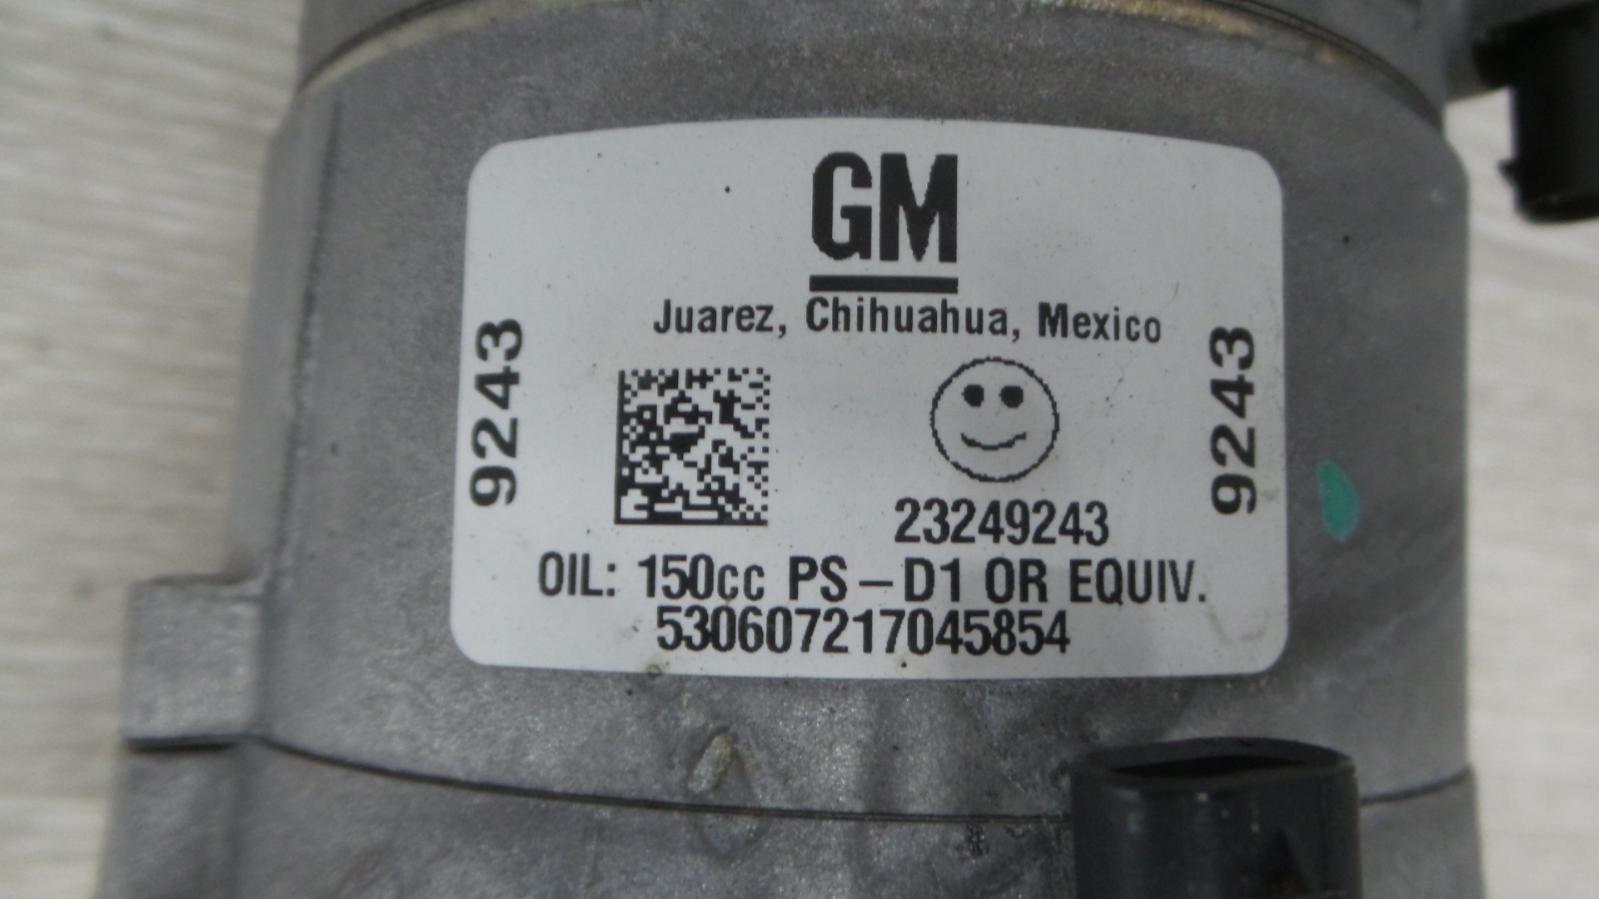 GM
Juarez, Chihuahua, Mexico
9243
9243
23249243
OIL: 150cc PS-D1 OR EQUIV.
530607217045854